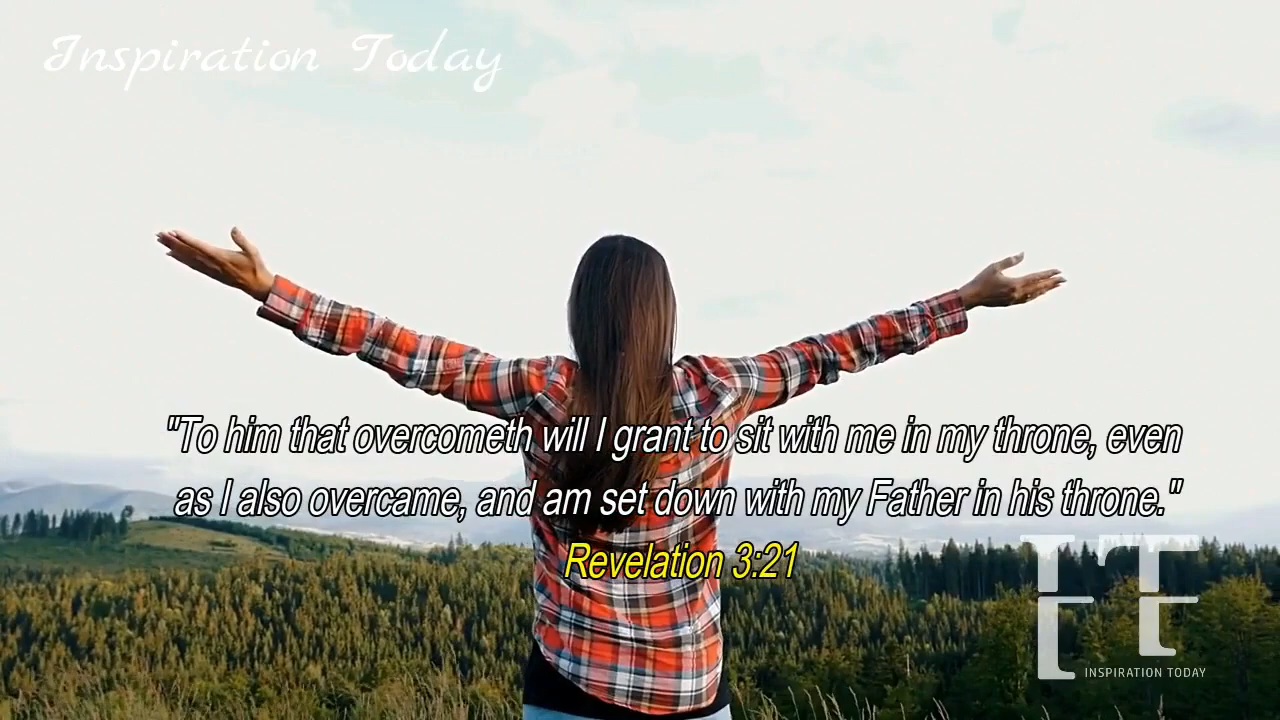 Inspiration Today
"To him that overcometh will I grant to sit with me in my throne, even
as I also overcame, and am set down with my Father in his throne."
Revelation 3:21
IT
INSPIRATION TODAY